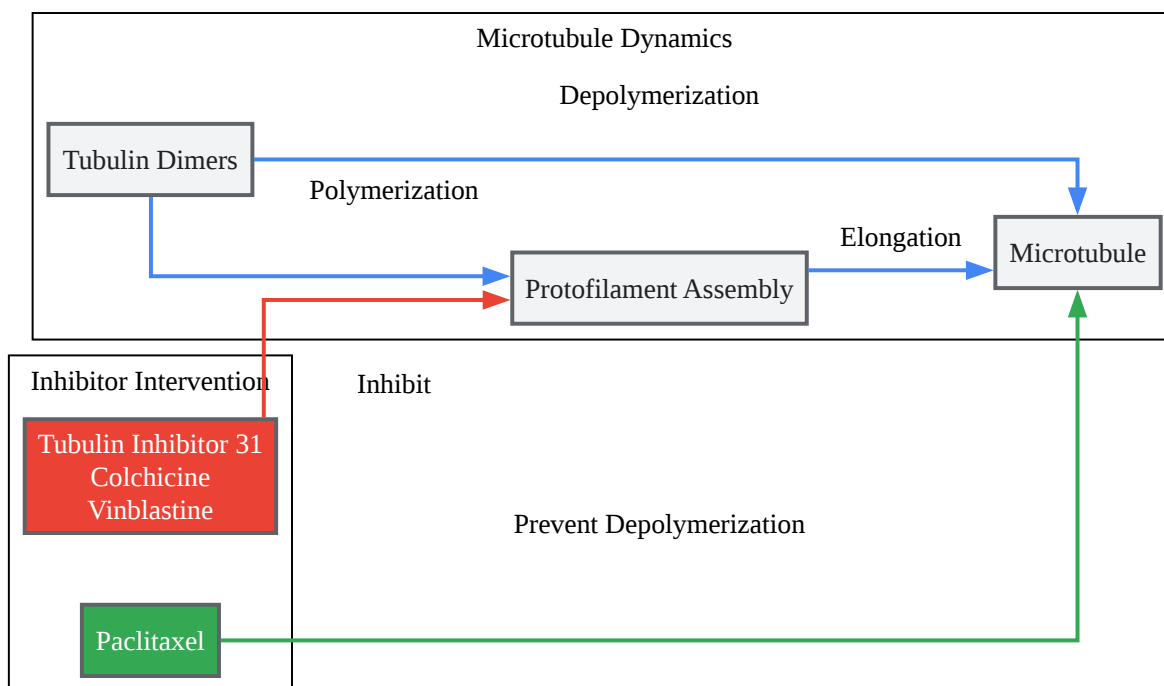 Microtubule Dynamics
Depolymerization
Tubulin Dimers
Polymerization
Elongation
Microtubule
Protofilament Assembly
Inhibitor Intervention
Inhibit
Tubulin Inhibitor 31
Colchicine
Vinblastine
Prevent Depolymerization
Paclitaxel